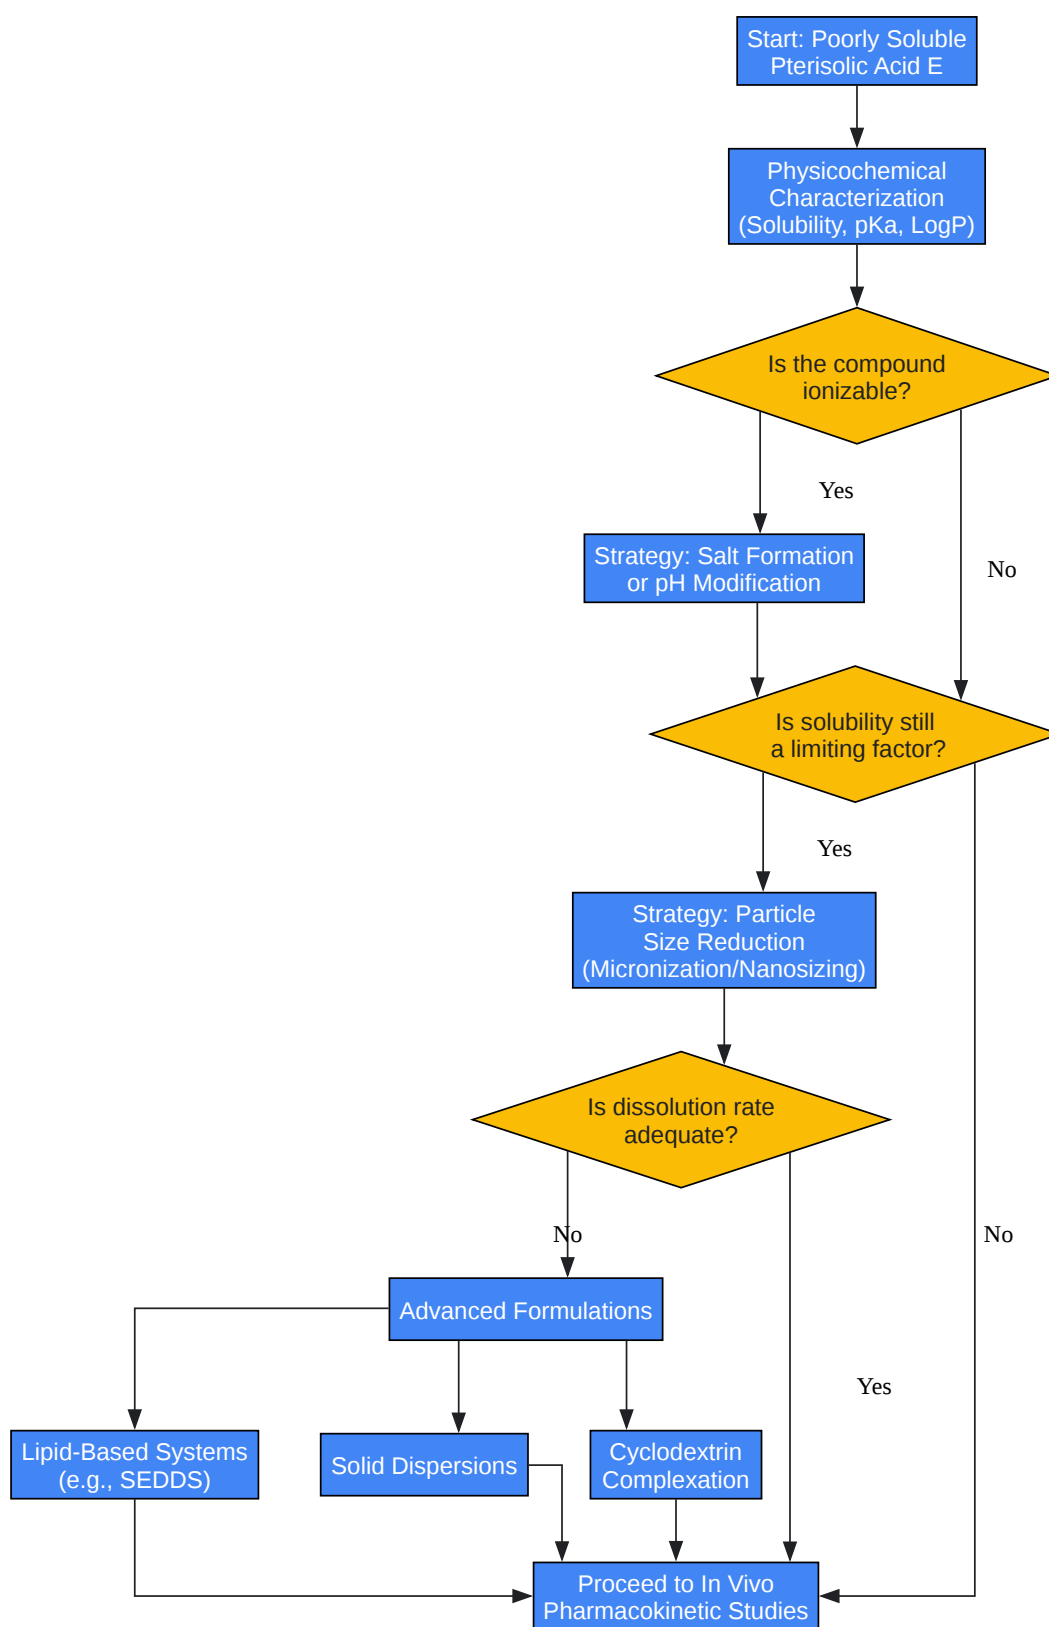 Start: Poorly Soluble
Pterisolic Acid E
Physicochemical
Characterization
(Solubility, pKa, LogP)
Is the compound
ionizable?
Yes
No
Strategy: Salt Formation
or pH Modification
Is solubility still
a limiting factor?
Yes
Strategy: Particle
Size Reduction
(Micronization/Nanosizing)
Is dissolution rate
adequate?
No
No
Advanced Formulations
Yes
Lipid-Based Systems
(e.g., SEDDS)
Solid Dispersions
Cyclodextrin
Complexation
Proceed to In Vivo
Pharmacokinetic Studies